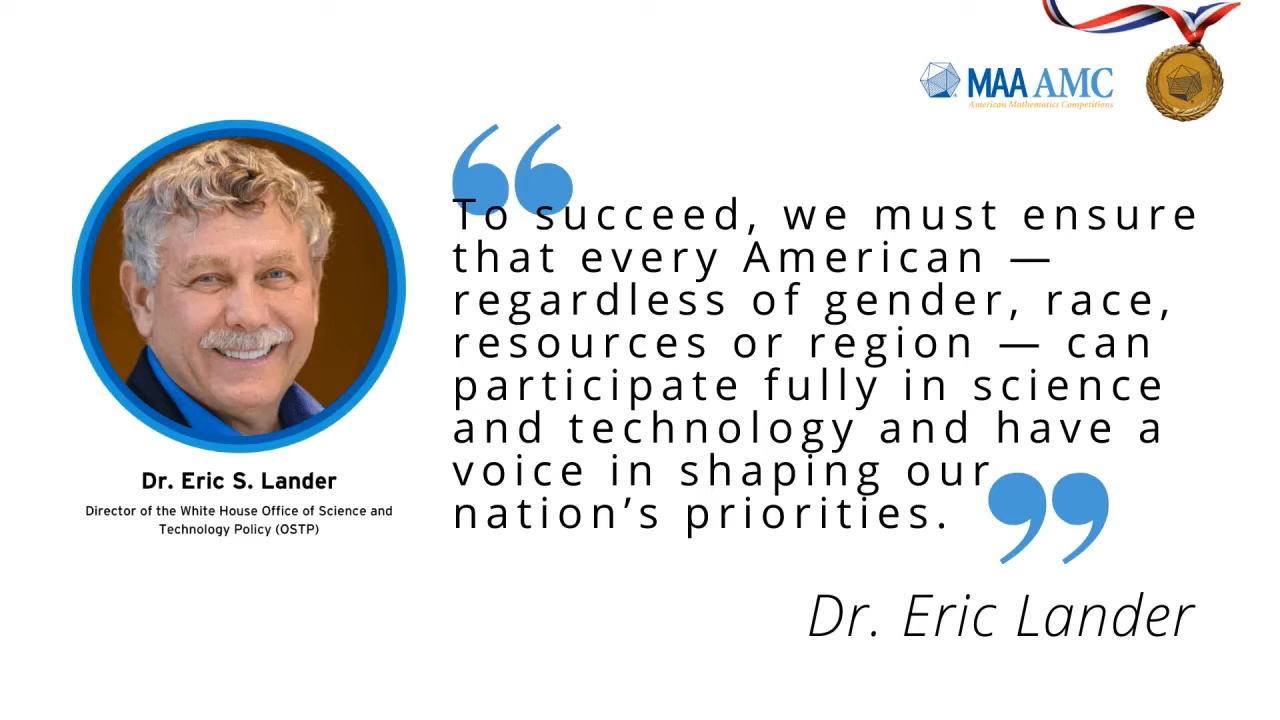 MAA AMC
American Mathematics Competitions
To succeed, we must ensure
that every American —
regardless of gender, race,
resources or region — can
participate fully in science
and technology and have a
voice in shaping our
nation’s priorities.
Dr. Eric Lander
Dr. Eric S. Lander
Director of the White House Office of Science and
Technology Policy (OSTP)